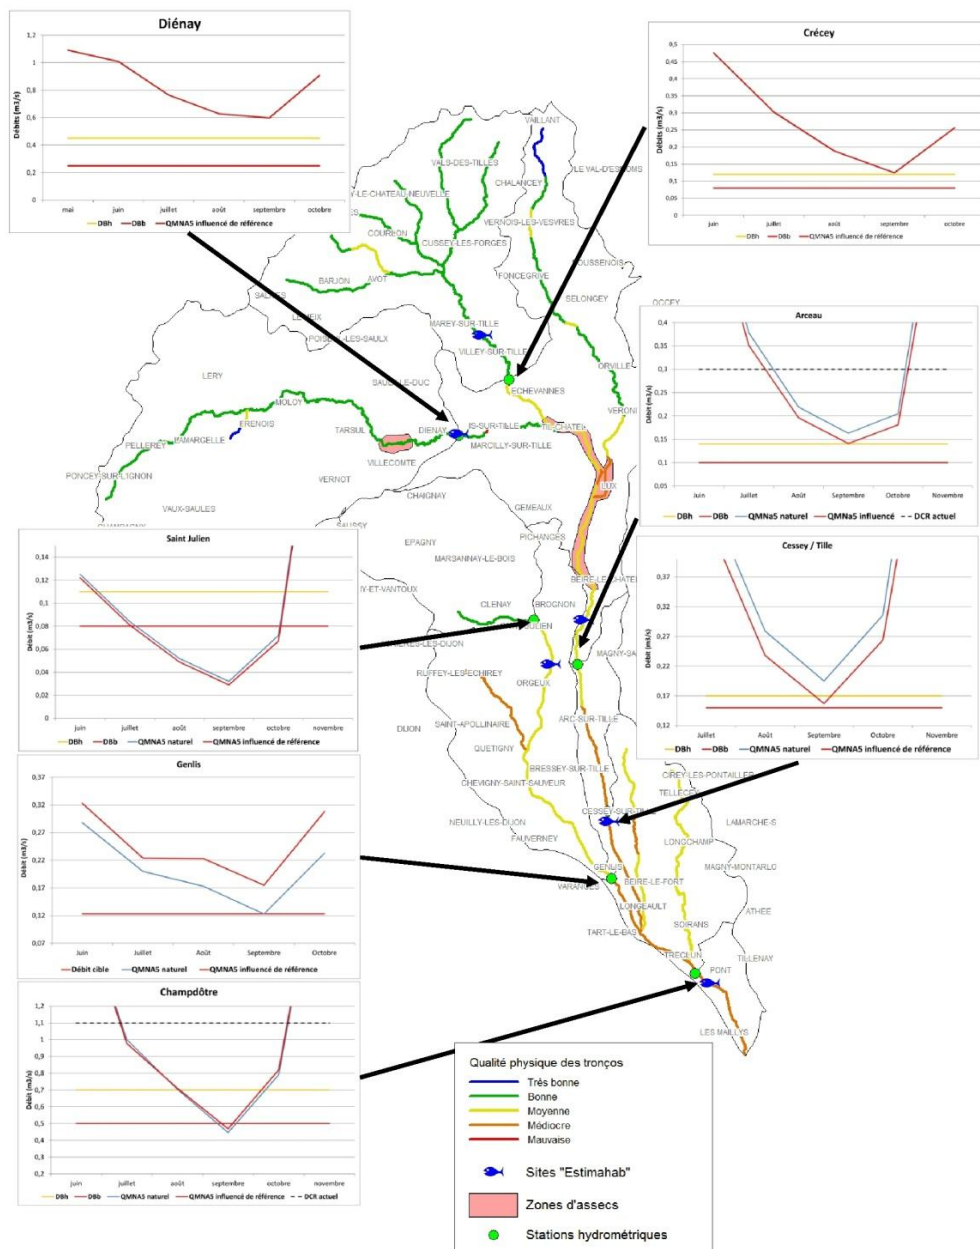 Diénay
1,2
1
0,8
0,6
0,4
0,2
0
Débits (m3/s)
mai juin juillet août septembre octobre
DBh DBb QMNA5 influencé de référence
Crécey
0,5
0,45
0,4
0,35
0,3
0,25
0,2
0,15
0,1
0,05
0
Débits (m3/s)
juin juillet août septembre octobre
DBh DBb QMNA5 influencé de référence
VAILLANT
VALS-DES-TILLES
LE VAL-D'ESNOMS
CHALANCEY
Y-LE-CHATEAU-NEUVELLE
VERNOIS-LES-VESVRES
COURLON
CUSSEY-LES-FORGES
BARJON
AVOT
FONCEGRIVE
SELONGEY
MAREY-SUR-TILLE
VILLEY-SUR-TILLE
ECHEVANNES
ORVILLE
LERY
MOLOY
FRENOIS
LAMARGELLE
PELLEREY
PONCEY-SUR-LIGNON
VAUX-SAULES
TARSUL
DIENAY
IS-SUR-TILLE
MARCILLY-SUR-TILLE
VILLECOMTE
VERNOT
CHAIGNAY
GEMEAUX
LUX
PICHANGES
EPAGNY
MARSANNAY-LE-BOIS
Arceau
0,4
0,35
0,3
0,25
0,2
0,15
0,1
0,05
Débit (m3/s)
Juin Juillet Août Septembre Octobre Novembre
DBh DBb QMNa5 naturel QMNa5 influencé DCR actuel
Saint Julien
0,14
0,12
0,1
0,08
0,06
0,04
0,02
0
Débit (m3/s)
juin juillet août septembre octobre novembre
DBh DBb QMNA5 naturel QMNA5 influencé de référence
Cessey / Tille
0,37
0,32
0,27
0,22
0,17
0,12
Débit (m3/s)
Juillet Août Septembre Octobre Novembre
DBh DBb QMNA5 naturel QMNA5 influencé de référence
CLENAY
BROGNON
ORGEUX
RUFFEY-LES-ECHIREY
SAINT-APOLLINAIRE
DIJON
QUETIGNY
ARC-SUR-TILLE
BRESSEY-SUR-TILLE
CHEVIGNY-SAINT-SAUVEUR
CESSEY-SUR-TILLE
NEUILLY-LES-DIJON
FAUVERNEY
TELLECEY
LAMARCHE-S
LONGCHAMP
MAGNY-MONTARLO
GENLIS
VARANGES
BEIRE-LE-FORT
LONGEAULT
ATHEE
TART-LE-BAS
SOIRANS
TRECLUN
TILLENAY
PONT
LES MAILLYS
Genlis
0,37
0,32
0,27
0,22
0,17
0,12
0,07
Débit (m3/s)
Juin Juillet Août Septembre Octobre
Débit cible QMNA5 naturel QMNA5 influencé de référence
Champdôtre
1,2
1,1
1
0,9
0,8
0,7
0,6
0,5
0,4
0,3
0,2
Débit (m3/s)
juin juillet août septembre octobre novembre
DBh DBb QMNA5 naturel QMNA5 influencé de référence DCR actuel
Qualité physique des tronços
Très bonne
Bonne
Moyenne
Médiocre
Mauvaise
Sites "Estimahab"
Zones d'assecs
Stations hydrométriques